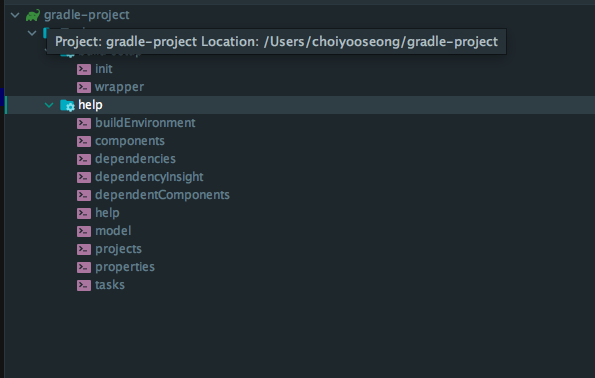 gradle-project
Project: gradle-project Location: /Users/choiyooseong/gradle-project
init
wrapper
help
buildEnvironment
components
dependencies
dependencyInsight
dependentComponents
help
model
projects
properties
tasks